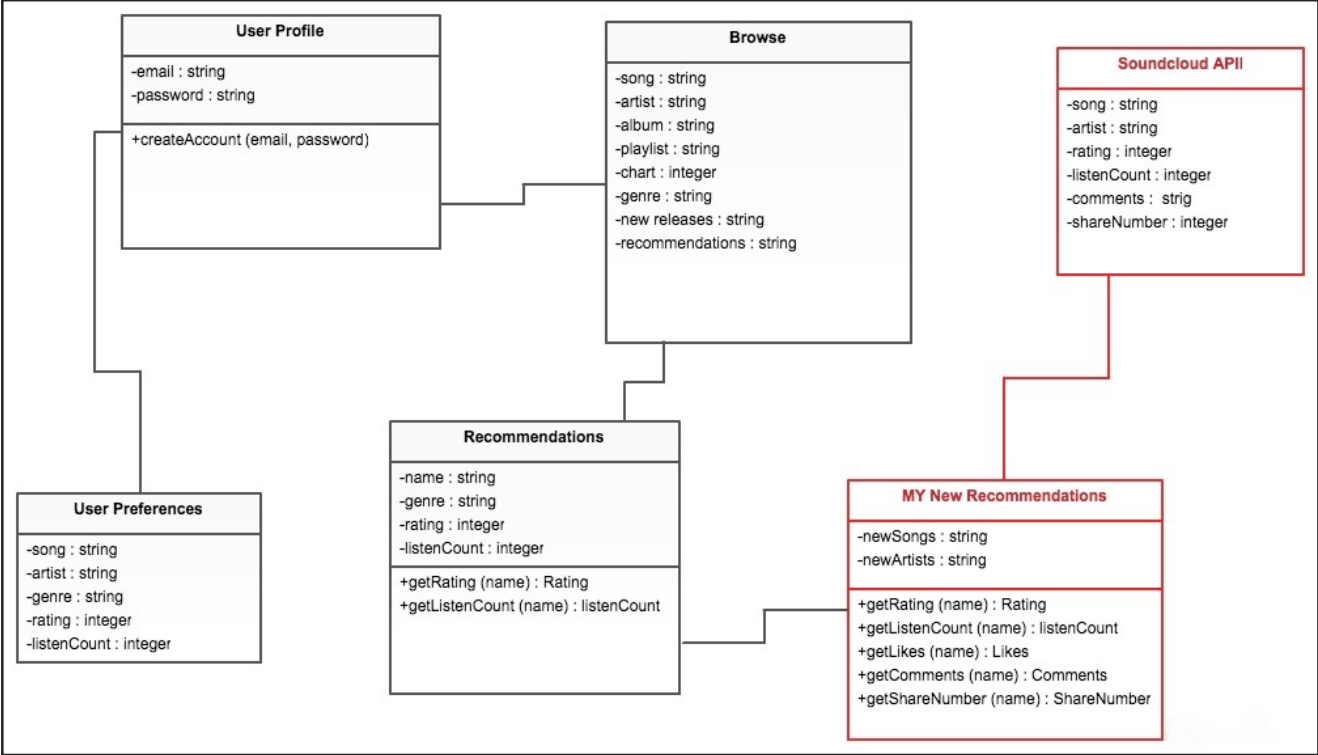 User Profile
-email : string
-password : string
+createAccount (email, password)
Browse
-song : string
-artist : string
-album : string
-playlist : string
-chart : integer
-genre : string
-new releases : string
-recommendations : string
Soundcloud APII
-song : string
-artist : string
-rating : integer
-listenCount : integer
-comments : strig
-shareNumber : integer
User Preferences
-song : string
-artist : string
-genre : string
-rating : integer
-listenCount : integer
Recommendations
-name : string
-genre : string
-rating : integer
-listenCount : integer
+getRating (name) : Rating
+getListenCount (name) : listenCount
MY New Recommendations
-newSongs : string
-newArtists : string
+getRating (name) : Rating
+getListenCount (name) : listenCount
+getLikes (name) : Likes
+getComments (name) : Comments
+getShareNumber (name) : ShareNumber